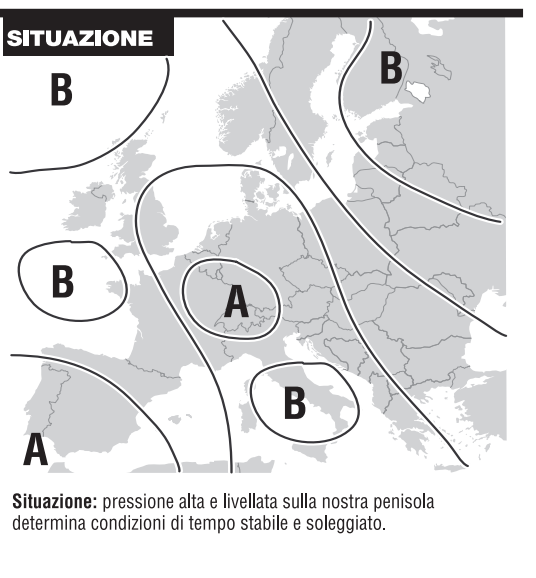 SITUAZIONE
B
B
B
A
B
A
Situazione: pressione alta e livellata sulla nostra penisola
determina condizioni di tempo stabile e soleggiato.